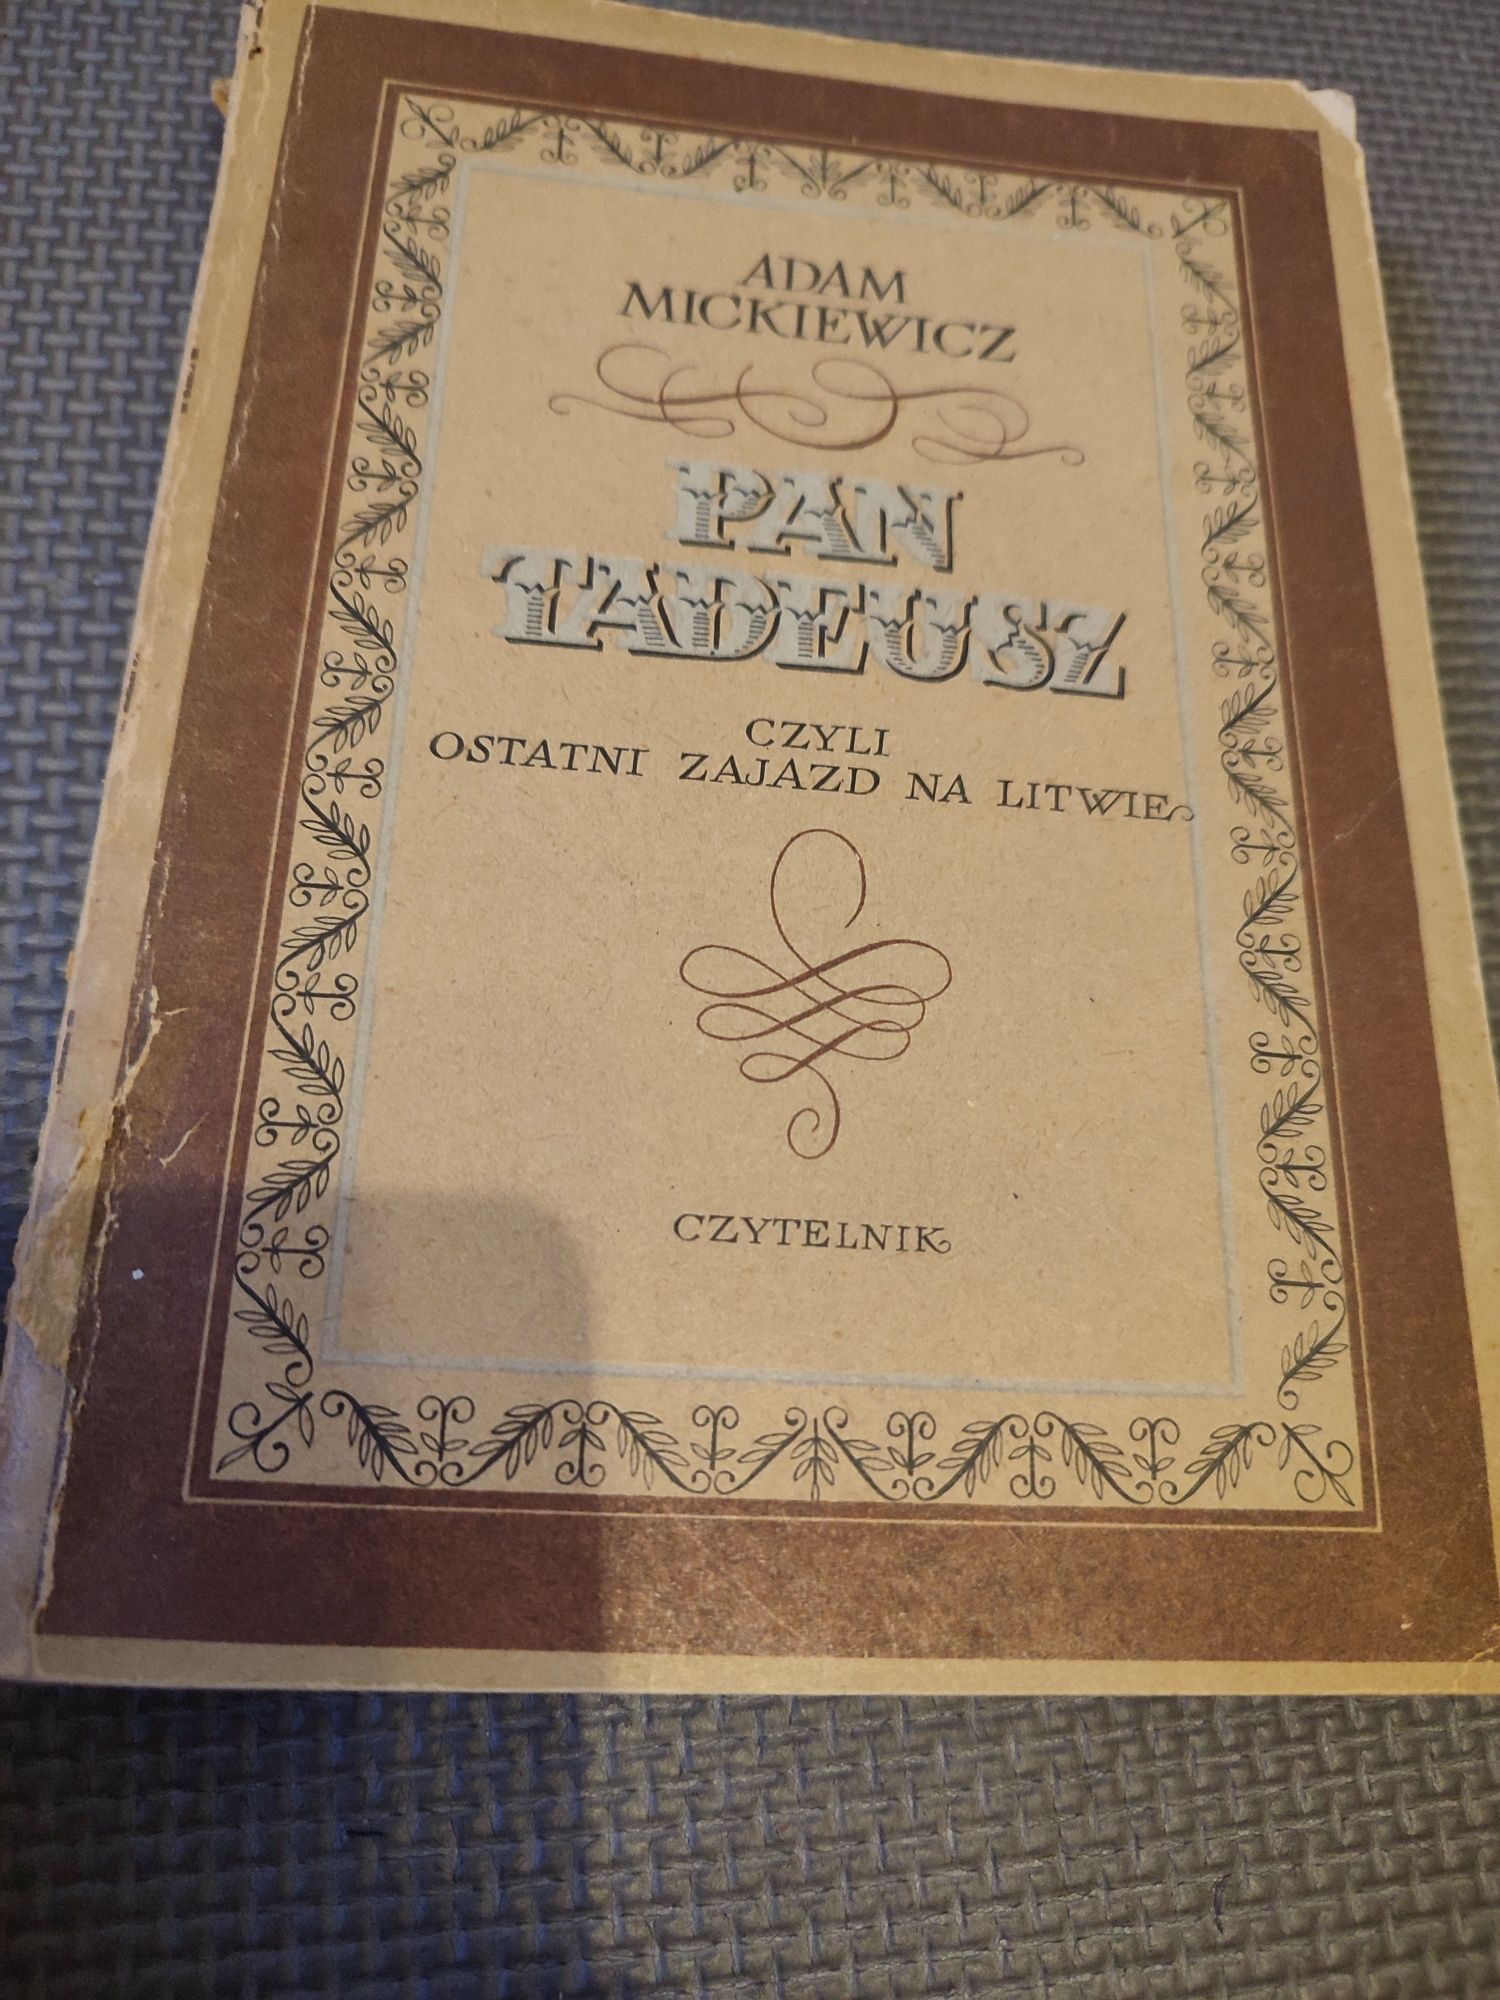 ADAM
MICKIEWICZ
PAN
TADEUSZ
CZYLI
OSTATNI ZAJAZD NA LITWIE
CZYTELNIK